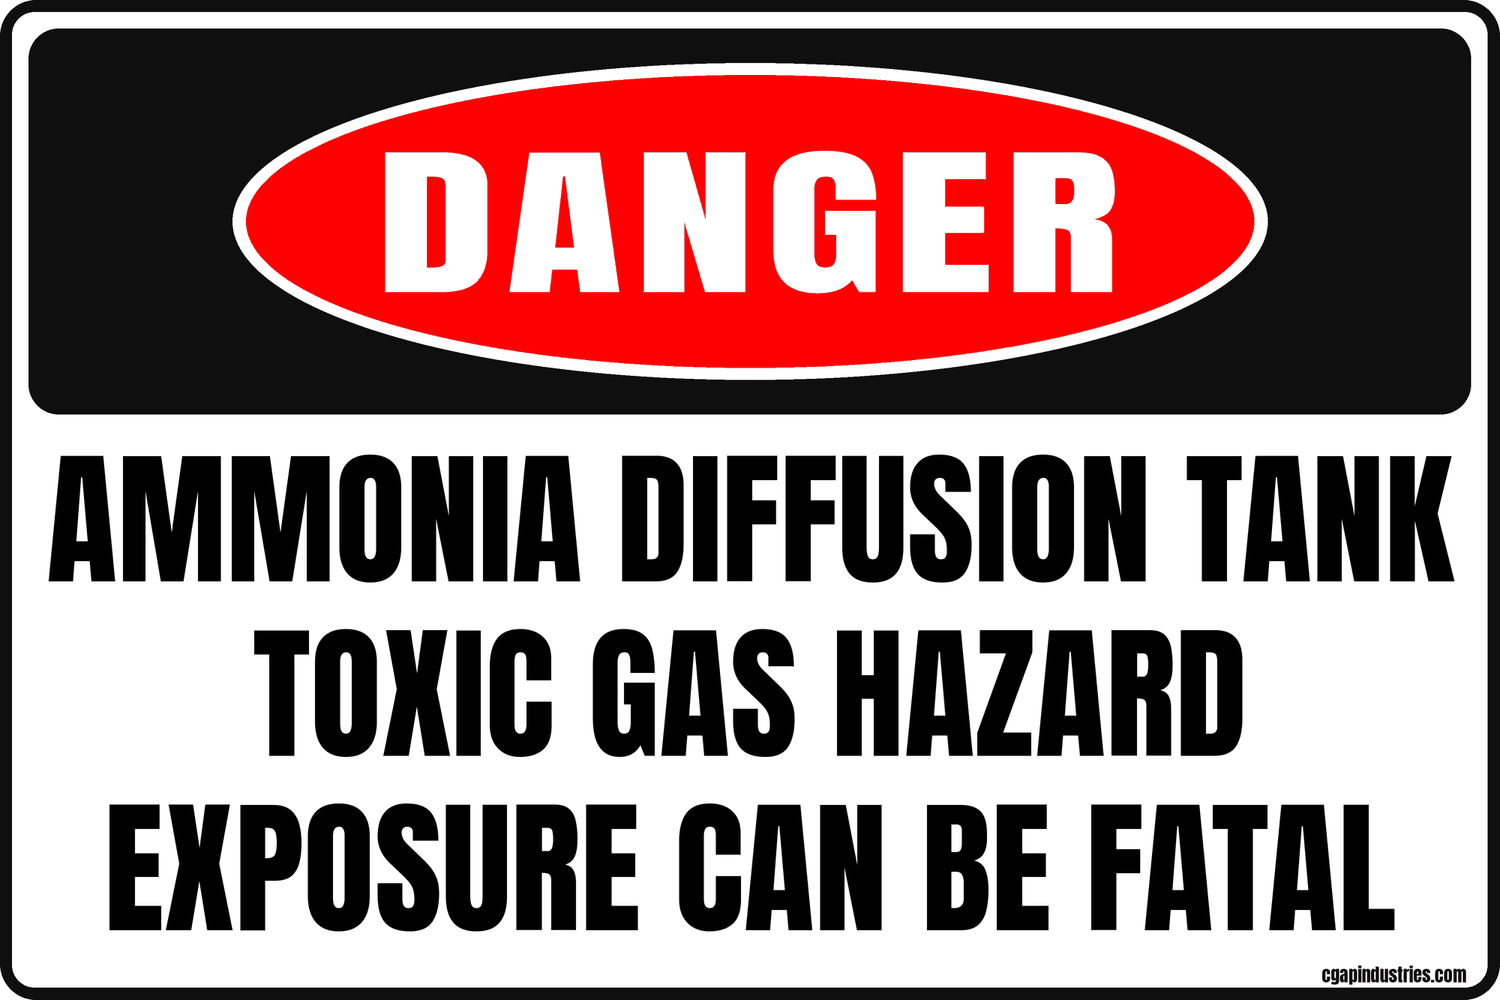 DANGER
AMMONIA DIFFUSION TANK
TOXIC GAS HAZARD
EXPOSURE CAN BE FATAL
cgapindustries.com